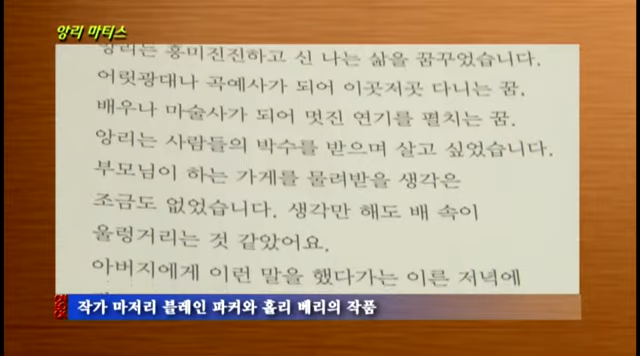 앙리 마티스
앙리는 흥미진진하고 신 나는 삶을 꿈꾸었습니다.
어릿광대나 곡예사가 되어 이곳저곳 다니는 꿈,
배우나 마술사가 되어 멋진 연기를 펼치는 꿈.
앙리는 사람들의 박수를 받으며 살고 싶었습니다.
부모님이 하는 가게를 물려받을 생각은
조금도 없었습니다. 생각만 해도 배 속이
울렁거리는 것 같았어요.
아버지에게 이런 말을 했다가는 이른 저녁에
작가 마저리 블레인 파커와 홀리 베리의 작품